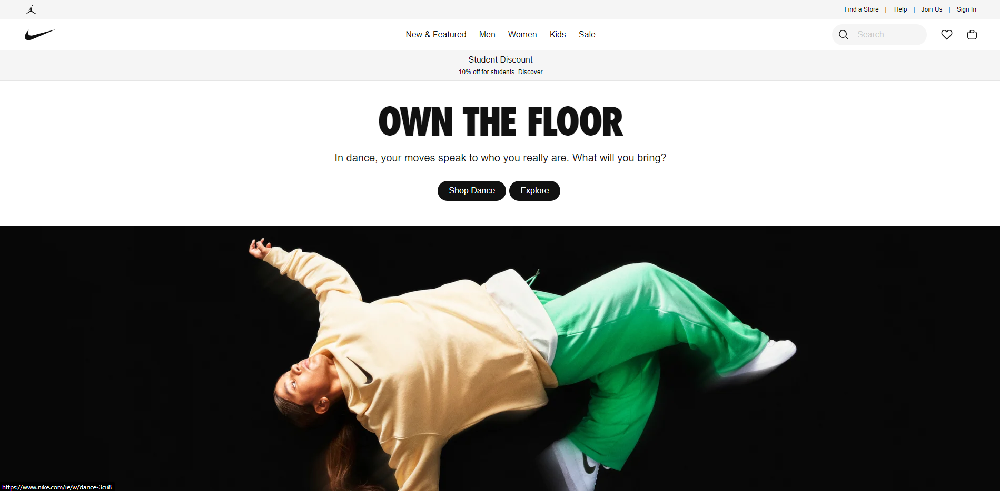 Find a Store | Help | Join Us | Sign In
New & Featured Men Women Kids Sale
Search
Student Discount
10% off for students. Discover
OWN THE FLOOR
In dance, your moves speak to who you really are. What will you bring?
Shop Dance Explore
https://www.nike.com/ie/w/dance-3cii8